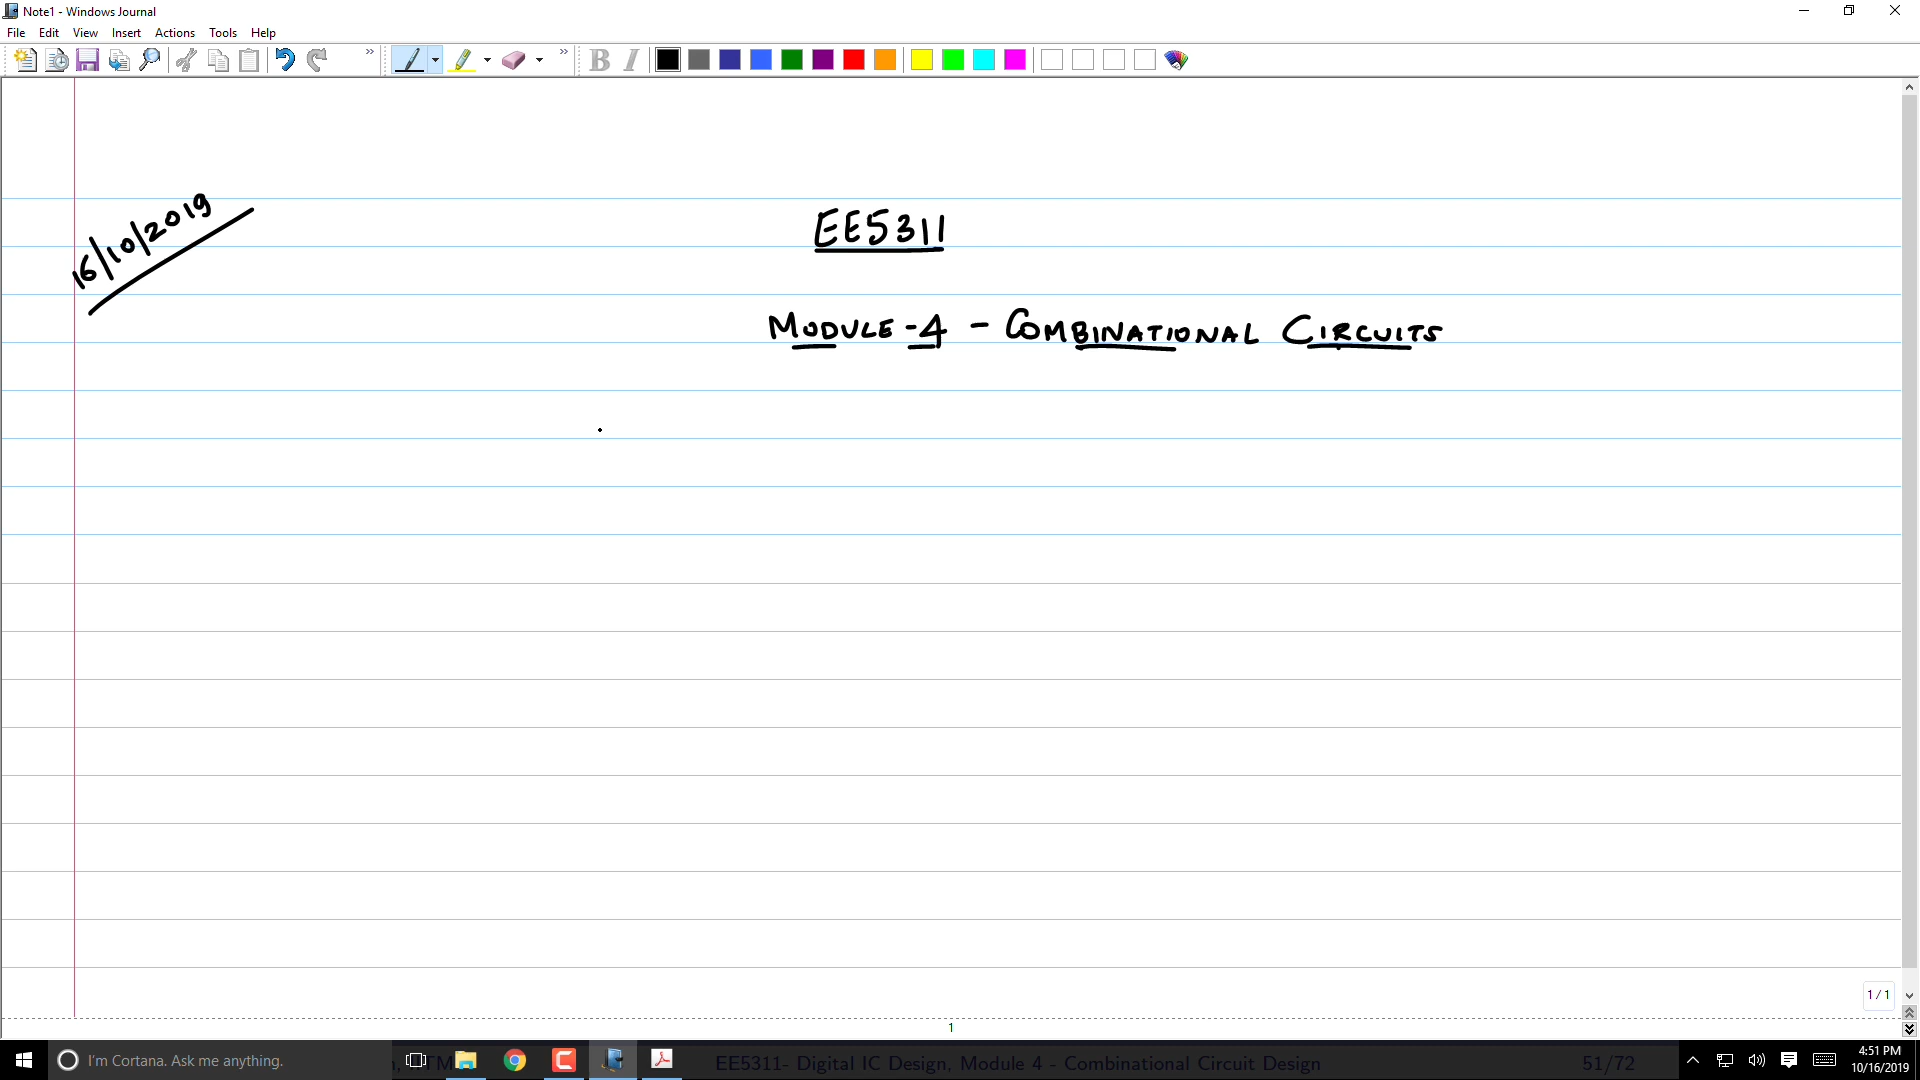 Note1 - Windows Journal
File Edit View Insert Actions Tools Help
16/10/2019
EE5311
MODULE-4 - COMBINATIONAL CIRCUITS
1 / 1
1
I'm Cortana. Ask me anything.
EE5311- Digital IC Design, Module 4 - Combinational Circuit Design
51/72
4:51 PM
10/16/2019